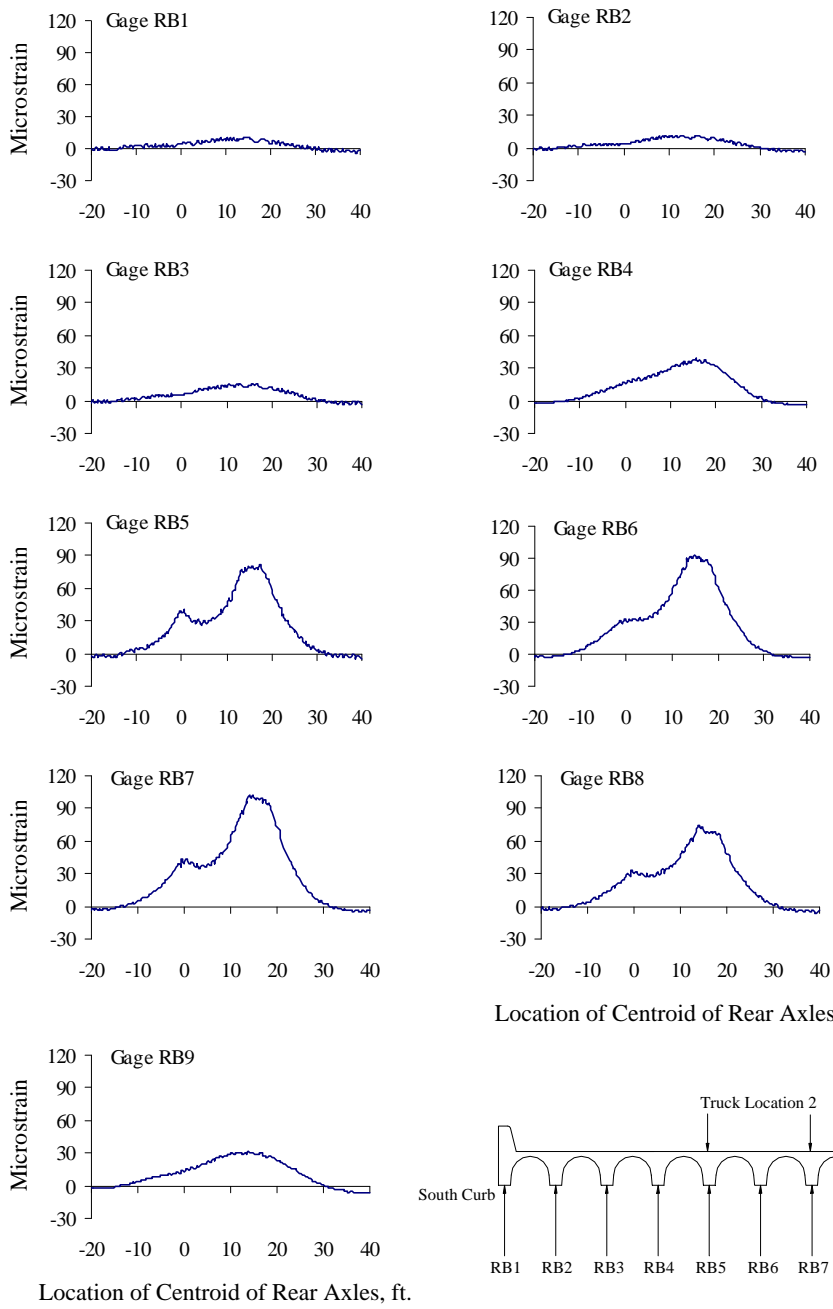 Gage RB1
Microstrain
120
90
60
30
0
-30
-20 -10 0 10 20 30 40
Gage RB2
120
90
60
30
0
-30
-20 -10 0 10 20 30 40
Gage RB3
Microstrain
120
90
60
30
0
-30
-20 -10 0 10 20 30 40
Gage RB4
120
90
60
30
0
-30
-20 -10 0 10 20 30 40
Gage RB5
Microstrain
120
90
60
30
0
-30
-20 -10 0 10 20 30 40
Gage RB6
120
90
60
30
0
-30
-20 -10 0 10 20 30 40
Gage RB7
Microstrain
120
90
60
30
0
-30
-20 -10 0 10 20 30 40
Gage RB8
120
90
60
30
0
-30
-20 -10 0 10 20 30 40
Location of Centroid of Rear Axles
Gage RB9
Microstrain
120
90
60
30
0
-30
-20 -10 0 10 20 30 40
Location of Centroid of Rear Axles, ft.
Truck Location 2
South Curb
RB1 RB2 RB3 RB4 RB5 RB6 RB7